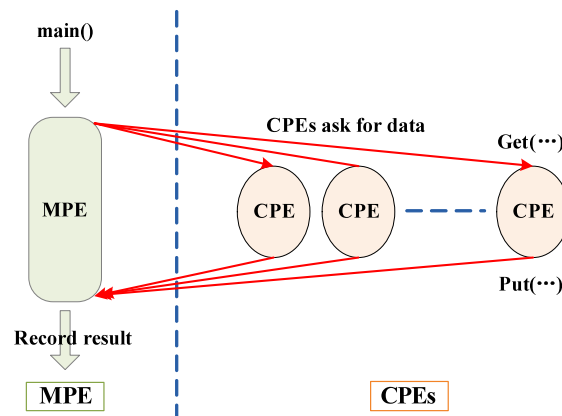 main()
CPEs ask for data
Get(···)
MPE
CPE
CPE
CPE
Put(···)
Record result
MPE
CPEs